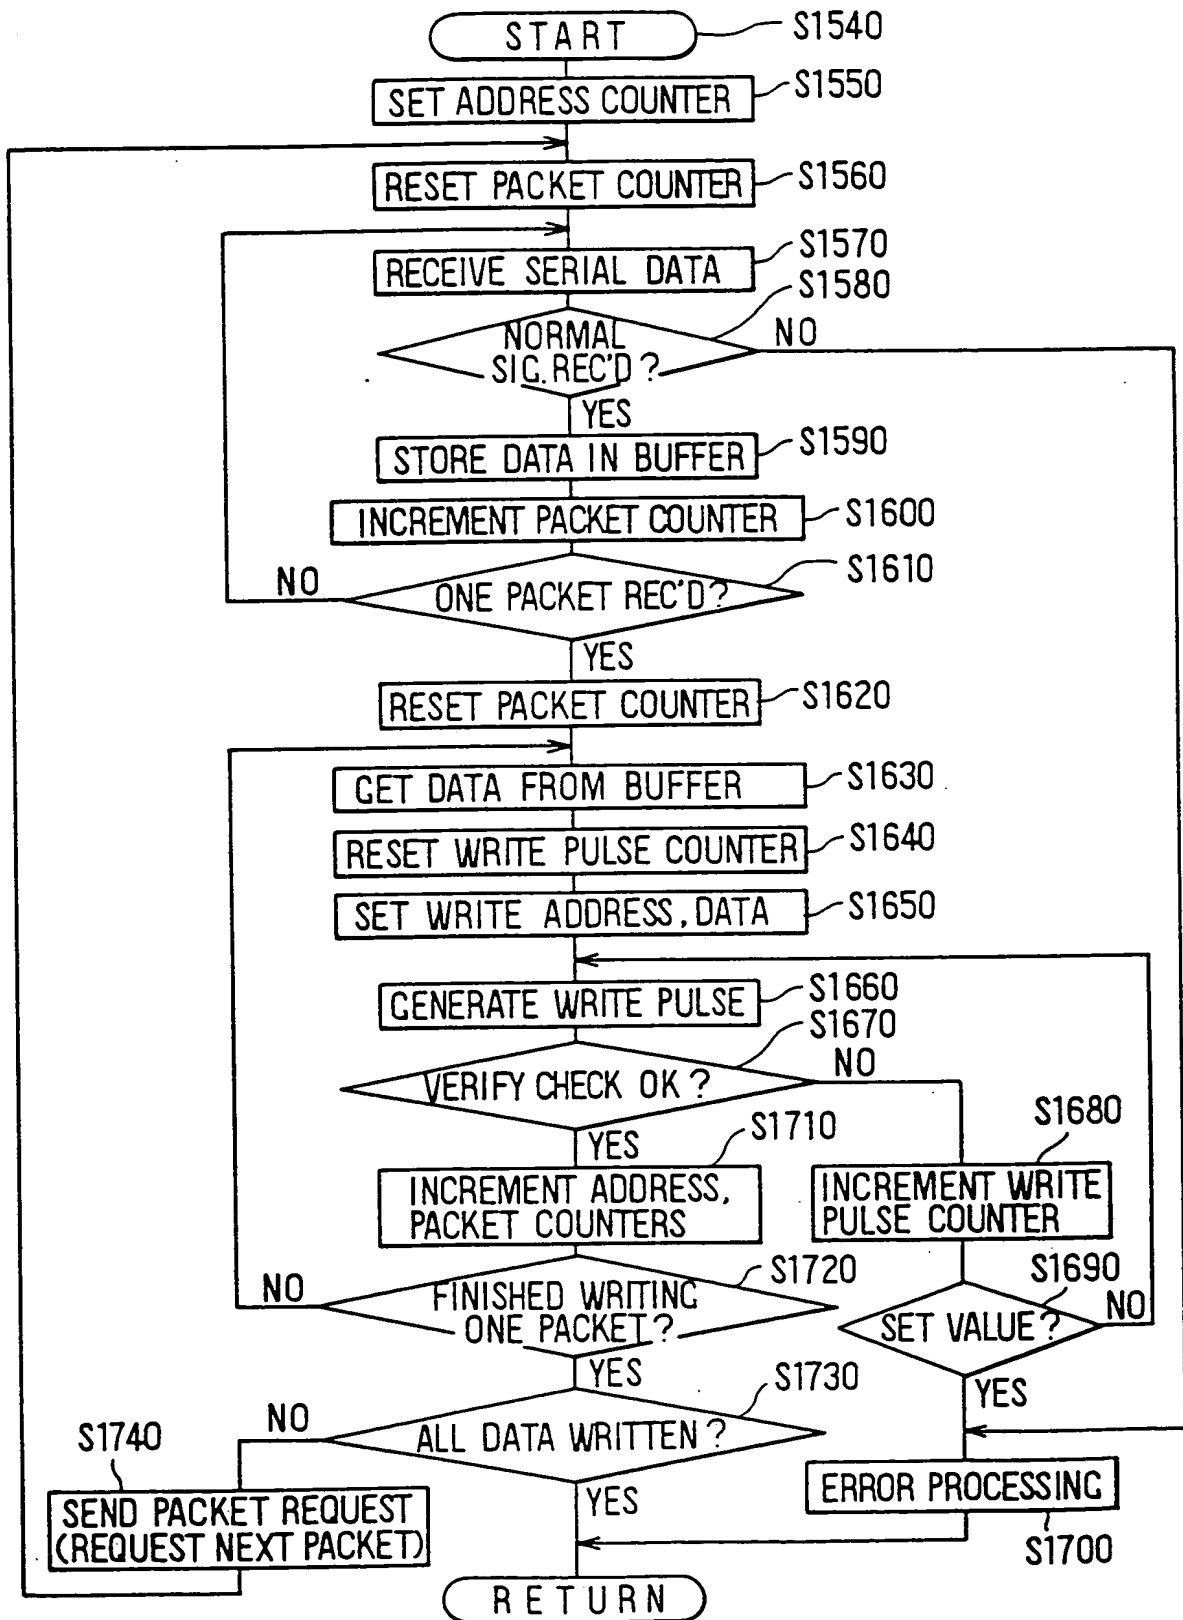 START
S1540
SET ADDRESS COUNTER
S1550
RESET PACKET COUNTER
S1560
RECEIVE SERIAL DATA
S1570
S1580
NORMAL
SIG. REC'D?
NO
YES
STORE DATA IN BUFFER
S1590
INCREMENT PACKET COUNTER
S1600
S1610
NO
ONE PACKET REC'D?
YES
RESET PACKET COUNTER
S1620
GET DATA FROM BUFFER
S1630
RESET WRITE PULSE COUNTER
S1640
SET WRITE ADDRESS, DATA
S1650
GENERATE WRITE PULSE
S1660
S1670
VERIFY CHECK OK?
NO
YES
S1710
S1680
INCREMENT ADDRESS,
PACKET COUNTERS
INCREMENT WRITE
PULSE COUNTER
S1720
S1690
NO
FINISHED WRITING
ONE PACKET?
SET VALUE?
NO
YES
YES
S1730
S1740
NO
ALL DATA WRITTEN?
SEND PACKET REQUEST
(REQUEST NEXT PACKET)
YES
ERROR PROCESSING
S1700
RETURN